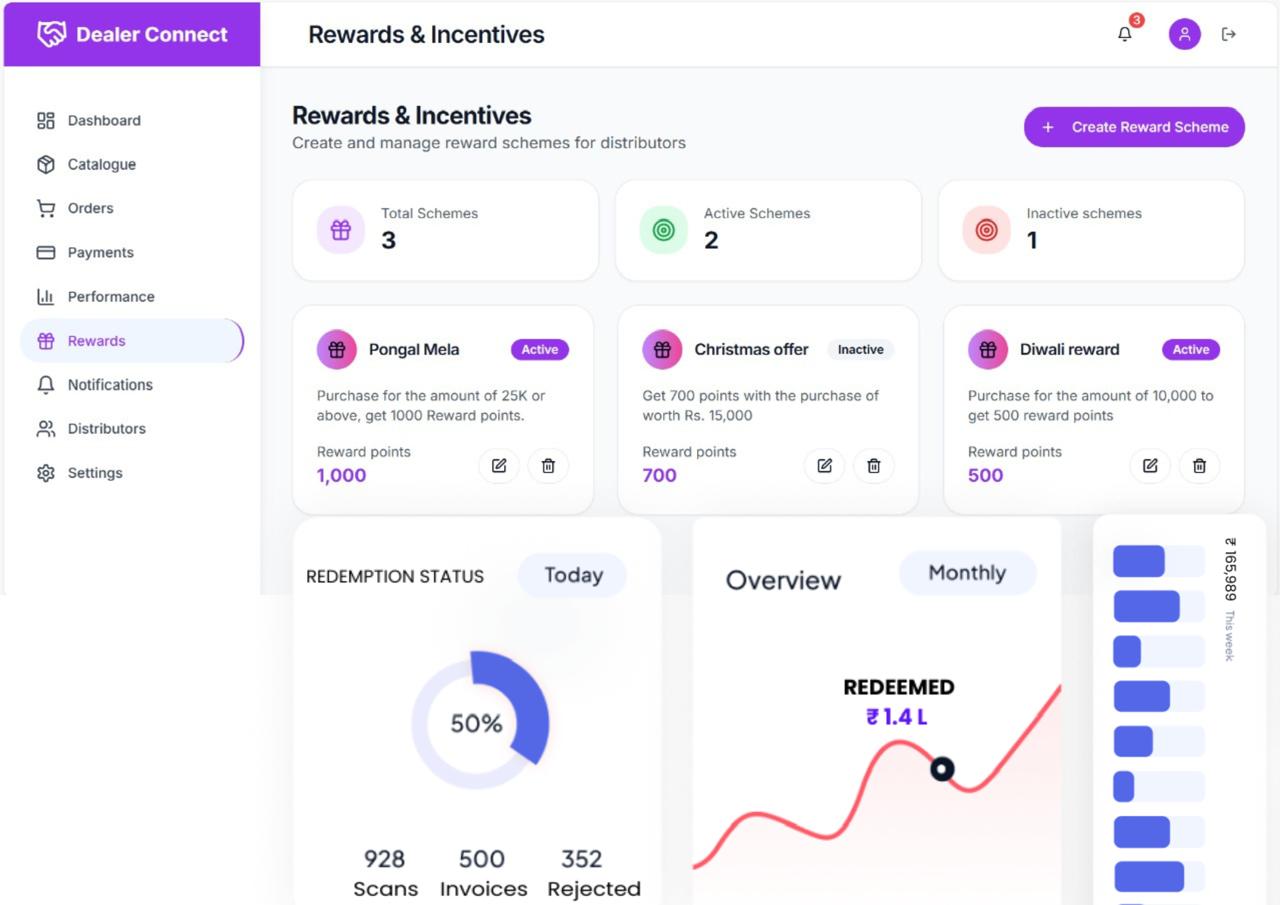 Dealer Connect
Rewards & Incentives
3
Dashboard
Catalogue
Orders
Payments
Performance
Rewards
Notifications
Distributors
Settings
Rewards & Incentives
Create and manage reward schemes for distributors
+ Create Reward Scheme
Total Schemes
3
Active Schemes
2
Inactive schemes
1
Pongal Mela
Active
Purchase for the amount of 25K or
above, get 1000 Reward points.
Reward points
1,000
Christmas offer
Inactive
Get 700 points with the purchase of
worth Rs. 15,000
Reward points
700
Diwali reward
Active
Purchase for the amount of 10,000 to
get 500 reward points
Reward points
500
REDEMPTION STATUS
Today
50%
928
Scans
500
Invoices
352
Rejected
Overview
Monthly
REDEEMED
₹ 1.4 L
₹ 165,989 This week